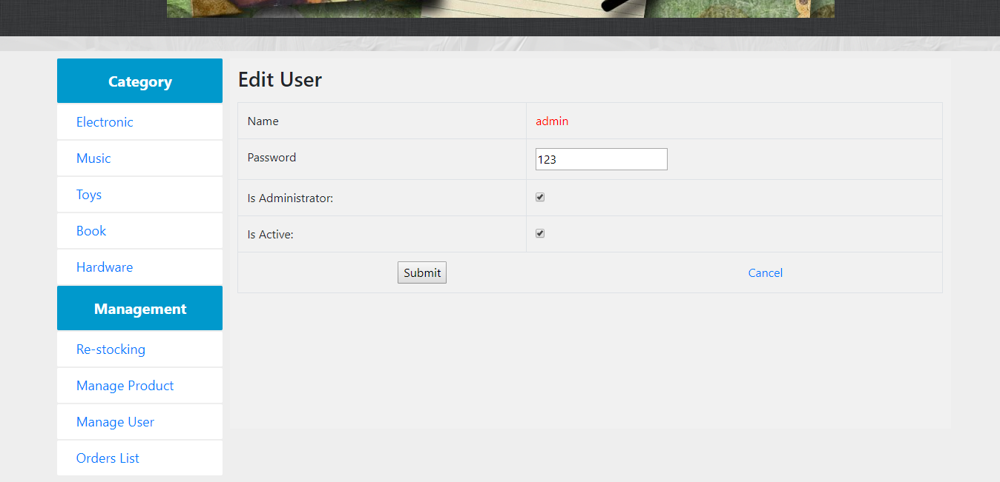 Category
Electronic
Music
Toys
Book
Hardware
Management
Re-stocking
Manage Product
Manage User
Orders List
Edit User
Name admin
Password 123
Is Administrator:
Is Active:
Submit Cancel